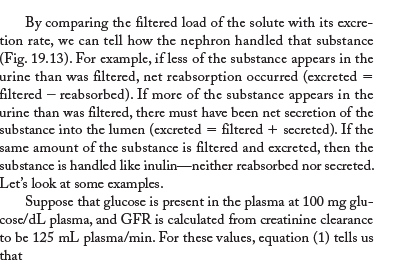 By comparing the filtered load of the solute with its excre-
tion rate, we can tell how the nephron handled that substance
(Fig. 19.13). For example, if less of the substance appears in the
urine than was filtered, net reabsorption occurred (excreted =
filtered − reabsorbed). If more of the substance appears in the
urine than was filtered, there must have been net secretion of the
substance into the lumen (excreted = filtered + secreted). If the
same amount of the substance is filtered and excreted, then the
substance is handled like inulin—neither reabsorbed nor secreted.
Let's look at some examples.
Suppose that glucose is present in the plasma at 100 mg glu-
cose/dL plasma, and GFR is calculated from creatinine clearance
to be 125 mL plasma/min. For these values, equation (1) tells us
that